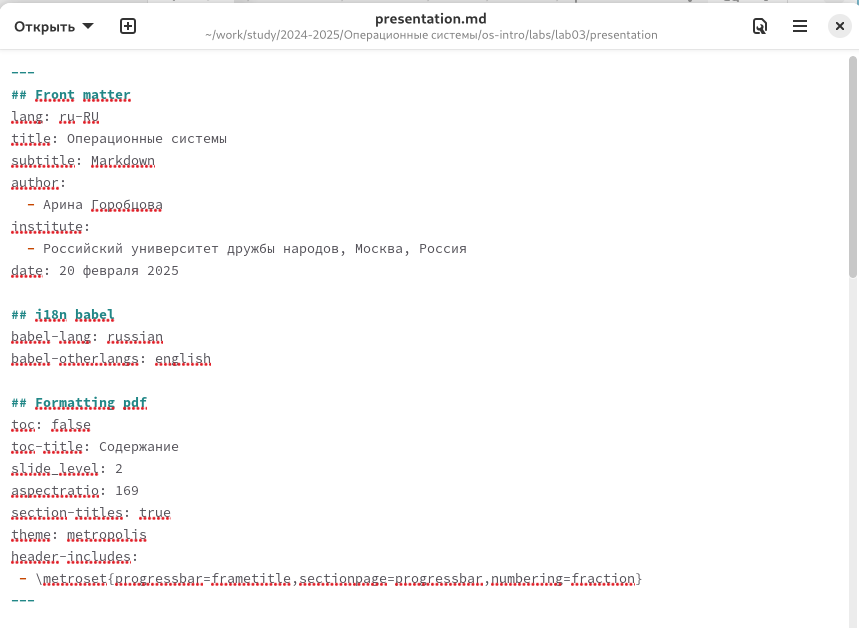 Открыть
presentation.md
~/work/study/2024-2025/Операционные системы/os-intro/labs/lab03/presentation
---
## Front matter
lang: ru-RU
title: Операционные системы
subtitle: Markdown
author:
  - Арина Горобцова
institute:
  - Российский университет дружбы народов, Москва, Россия
date: 20 февраля 2025

## i18n babel
babel-lang: russian
babel-otherlangs: english

## Formatting pdf
toc: false
toc-title: Содержание
slide_level: 2
aspectratio: 169
section-titles: true
theme: metropolis
header-includes:
 - \metroset{progressbar=frametitle,sectionpage=progressbar,numbering=fraction}
---